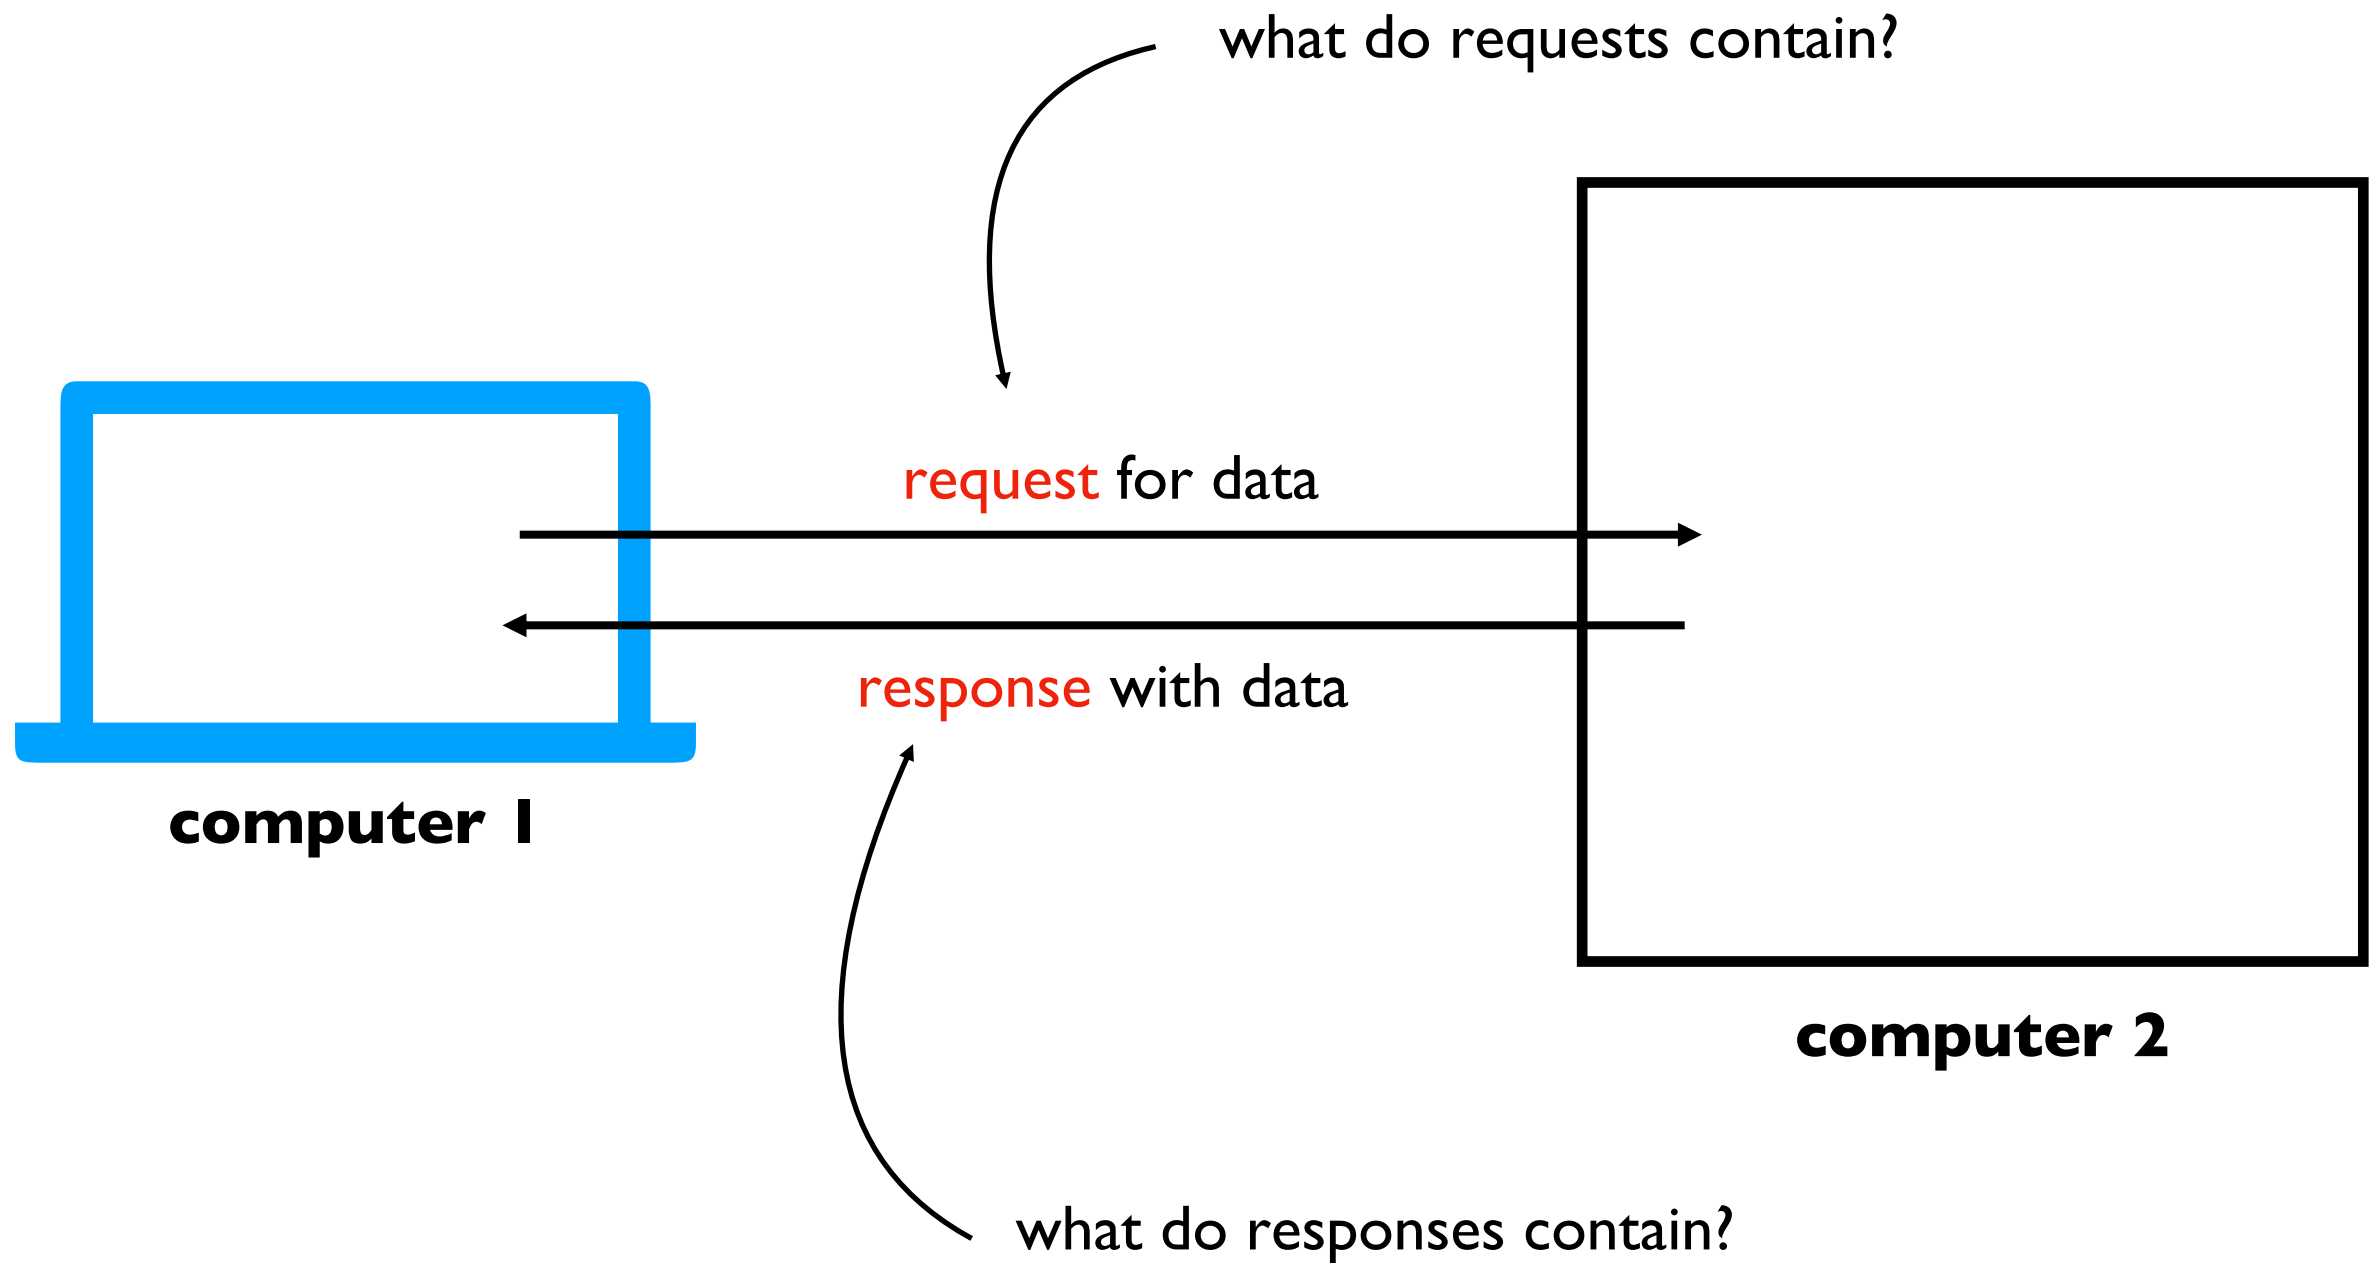 what do requests contain?
request for data
response with data
computer 1
computer 2
what do responses contain?